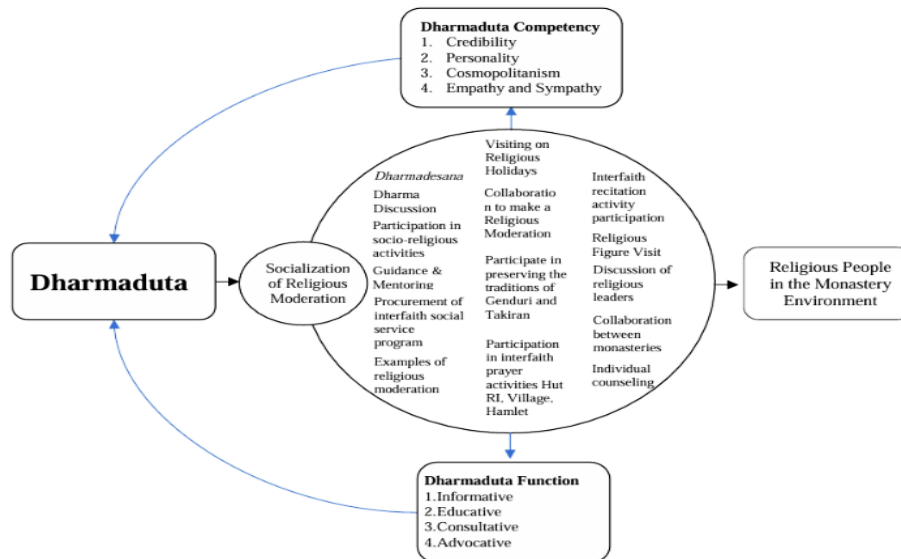 Dharmaduta Competency
1. Credibility
2. Personality
3. Cosmopolitanism
4. Empathy and Sympathy
Dharmaduta
Socialization
of Religious
Moderation
Dharmadesana
Dharma
Discussion
Participation in
socio-religious
activities
Guidance &
Mentoring
Procurement of
interfaith social
service
program
Examples of
religious
moderation
Visiting on
Religious
Holidays
Collaboratio
n to make a
Religious
Moderation
Participate in
preserving the
traditions of
Genduri and
Takiran
Participation
in interfaith
prayer
activities Hut
RI, Village,
Hamlet
Interfaith
recitation
activity
participation
Religious
Figure Visit
Discussion of
religious
leaders
Collaboration
between
monasteries
Individual
counseling
Religious People
in the Monastery
Environment
Dharmaduta Function
1.Informative
2.Educative
3.Consultative
4.Advocative